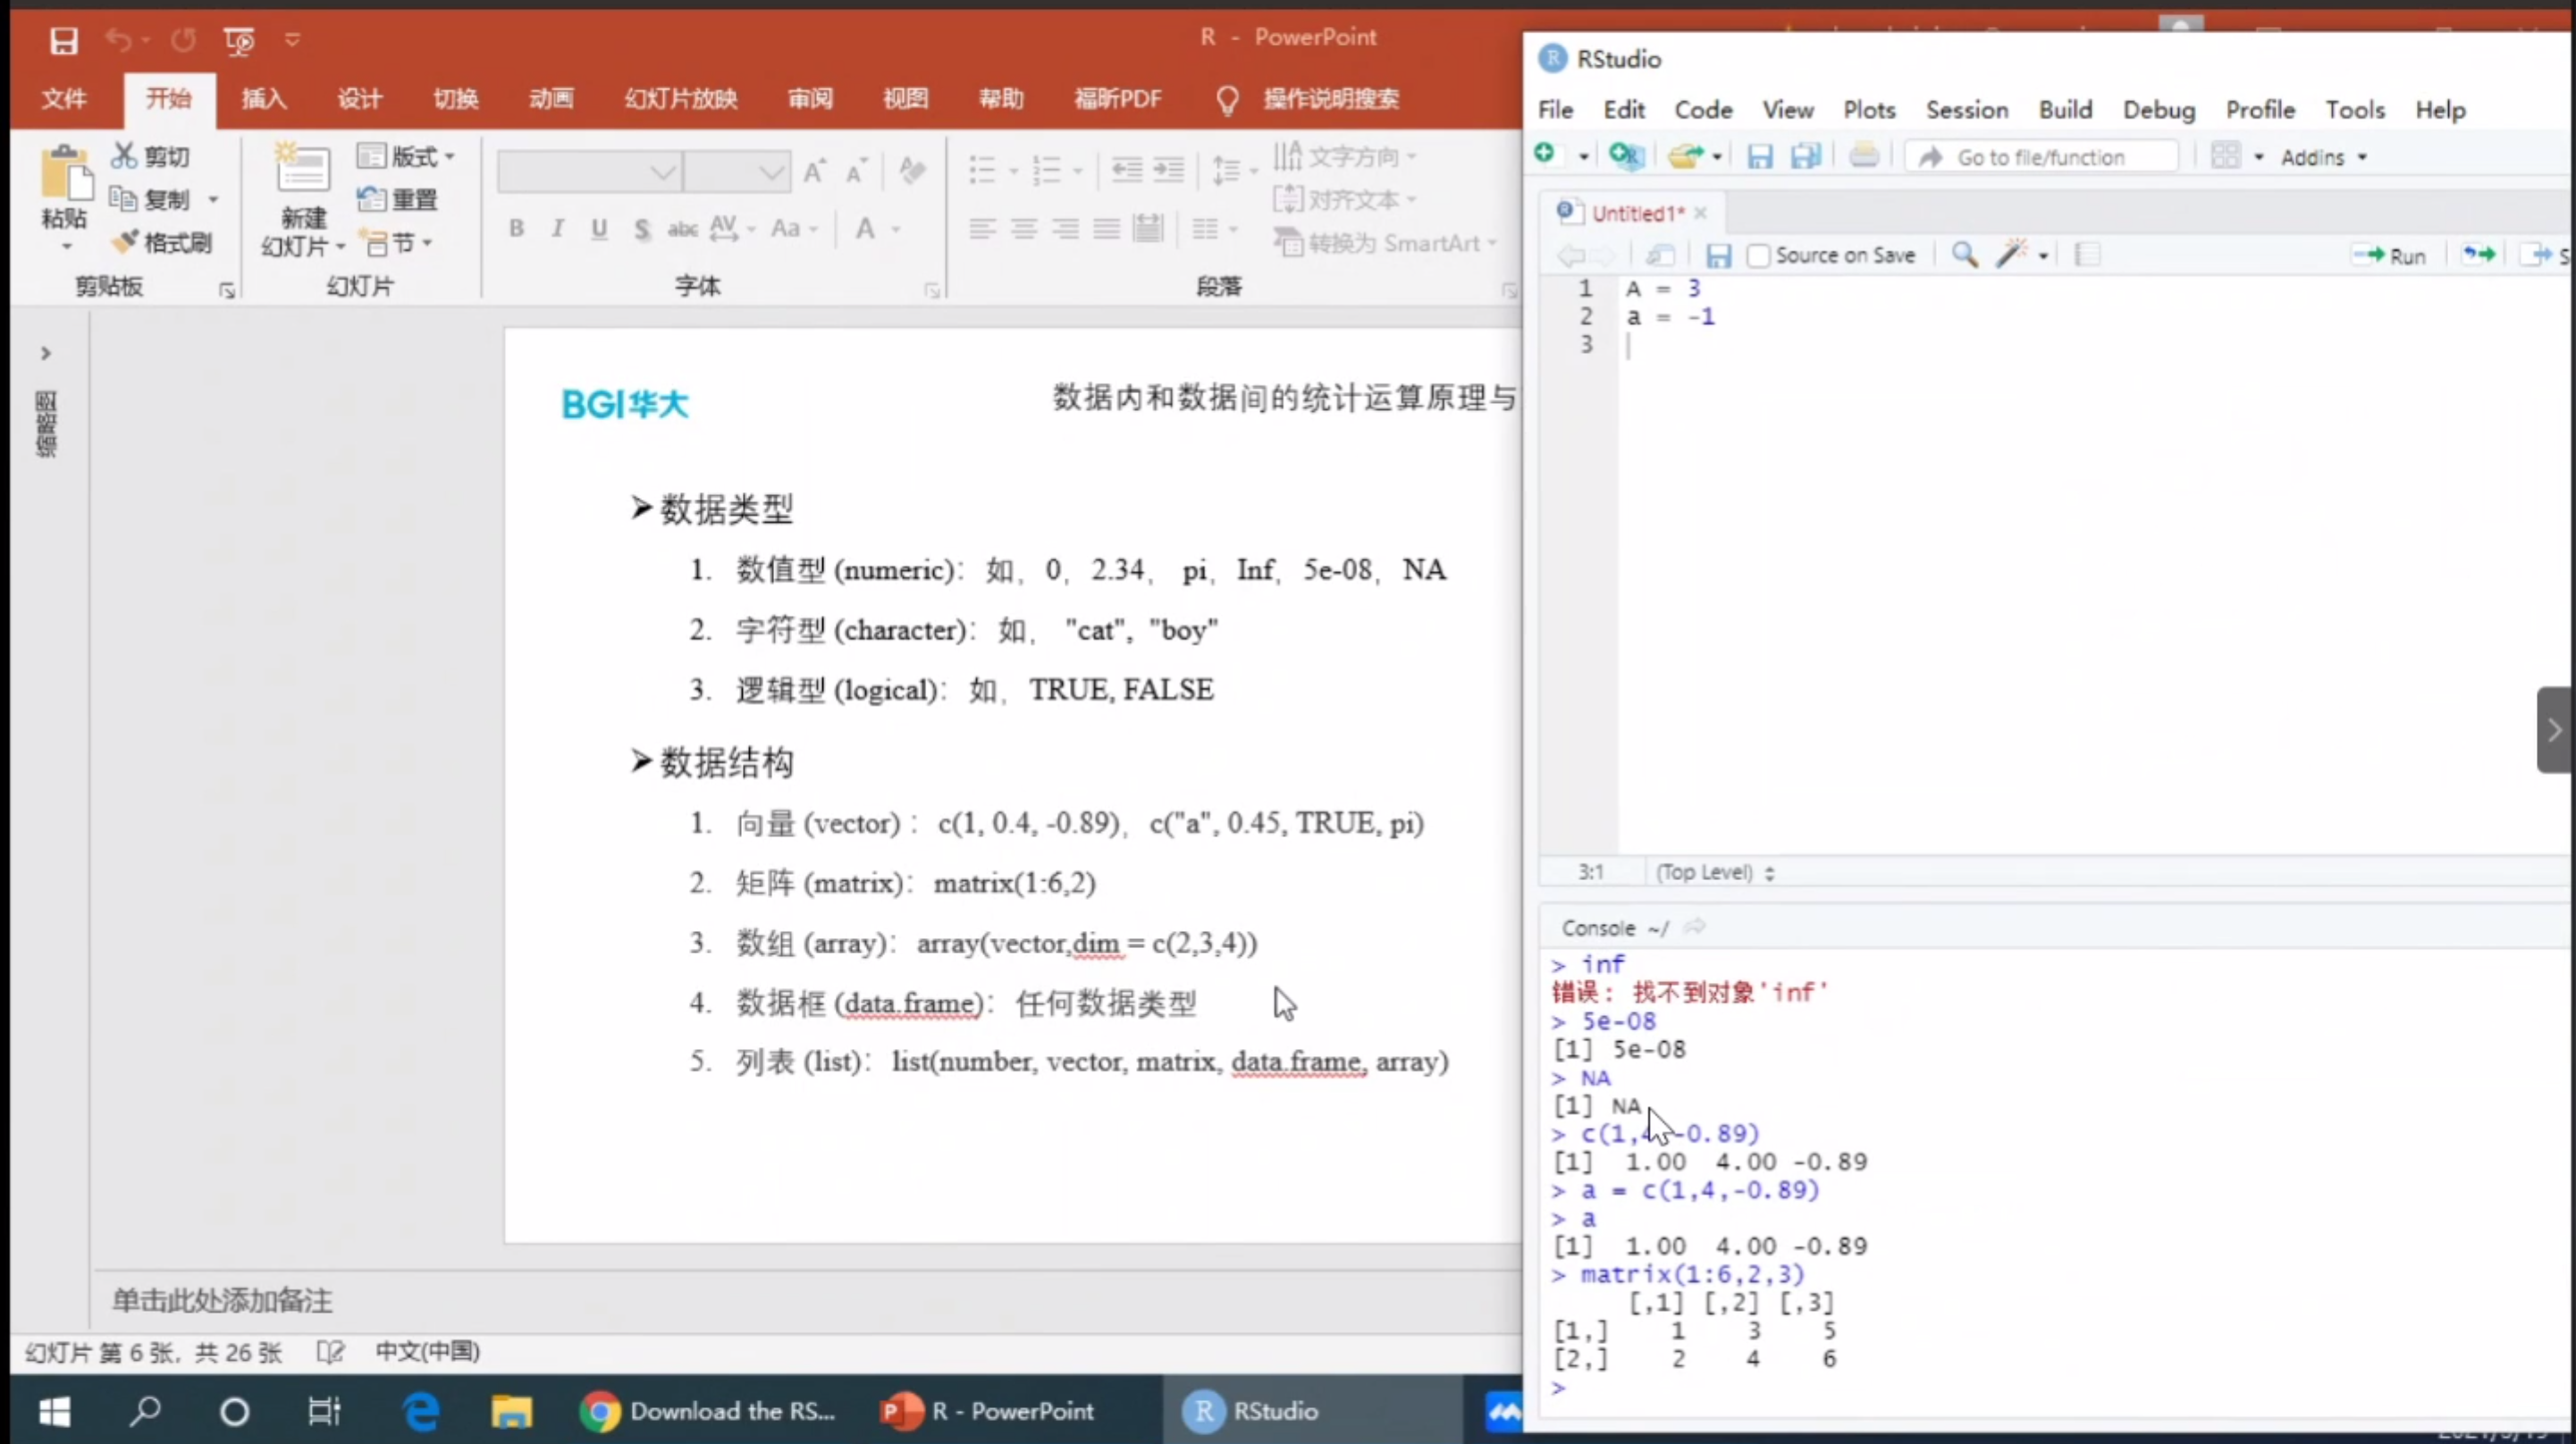 R - PowerPoint
文件 开始 插入 设计 切换 动画 幻灯片放映 审阅 视图 帮助 福昕PDF 操作说明搜索
粘贴
剪切
复制
格式刷
剪贴板
新建
幻灯片
版式
重置
节
幻灯片
B I U S abc AV Aa A
字体
文字方向
对齐文本
转换为 SmartArt
段落
缩略图
BGI华大
数据内和数据间的统计运算原理与
➤数据类型
1. 数值型 (numeric)：如，0，2.34， pi，Inf，5e-08，NA
2. 字符型 (character)：如， "cat", "boy"
3. 逻辑型 (logical)：如，TRUE, FALSE
➤数据结构
1. 向量 (vector)：c(1, 0.4, -0.89)，c("a", 0.45, TRUE, pi)
2. 矩阵 (matrix)：matrix(1:6,2)
3. 数组 (array)：array(vector,dim = c(2,3,4))
4. 数据框 (data.frame)：任何数据类型
5. 列表 (list)：list(number, vector, matrix, data.frame, array)
单击此处添加备注
幻灯片 第 6 张，共 26 张 中文(中国)
RStudio
File Edit Code View Plots Session Build Debug Profile Tools Help
Go to file/function Addins
Untitled1*
Source on Save Run
1 A = 3
2 a = -1
3
3:1 (Top Level)
Console ~/
> inf
错误: 找不到对象'inf'
> 5e-08
[1] 5e-08
> NA
[1] NA
> c(1,4,-0.89)
[1] 1.00 4.00 -0.89
> a = c(1,4,-0.89)
> a
[1] 1.00 4.00 -0.89
> matrix(1:6,2,3)
[,1] [,2] [,3]
[1,] 1 3 5
[2,] 2 4 6
>
Download the RS... R - PowerPoint RStudio